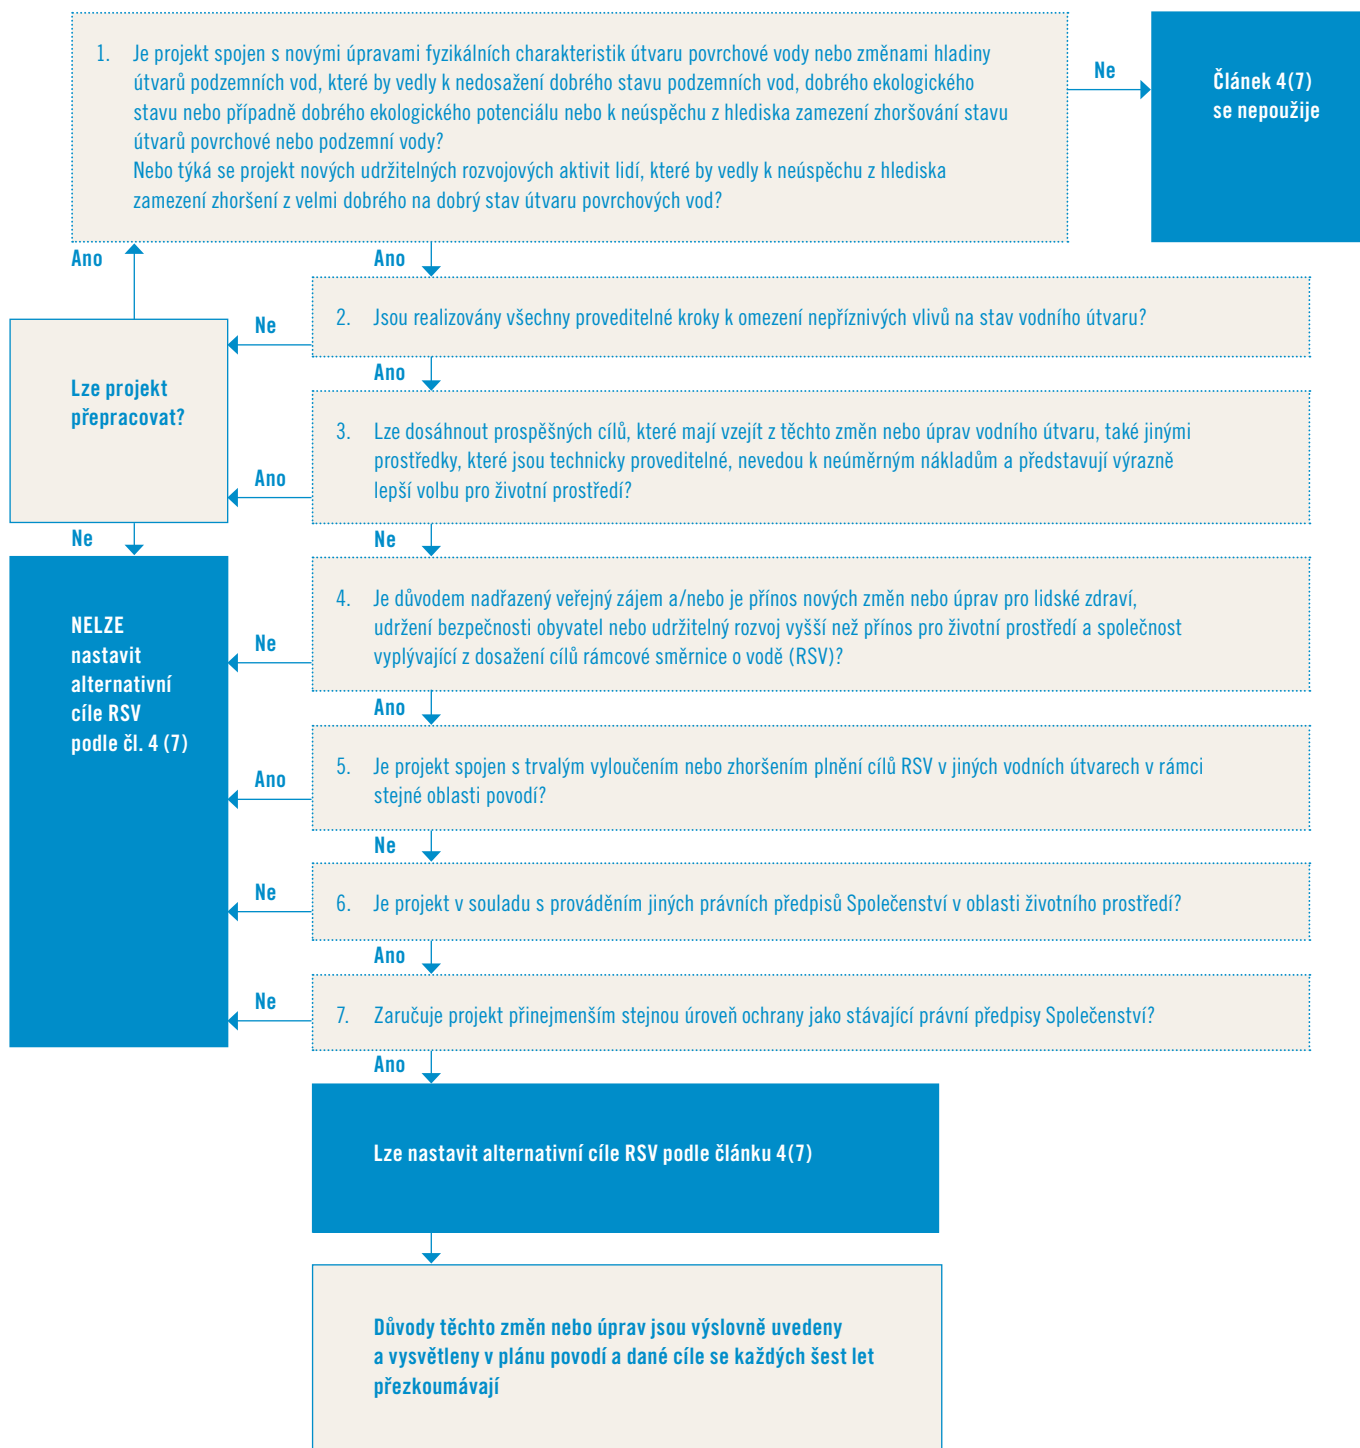 1. Je projekt spojen s novými úpravami fyzikálních charakteristik útvaru povrchové vody nebo změnami hladiny
útvarů podzemních vod, které by vedly k nedosažení dobrého stavu podzemních vod, dobrého ekologického
stavu nebo případně dobrého ekologického potenciálu nebo k neúspěchu z hlediska zamezení zhoršování stavu
útvarů povrchové nebo podzemní vody?
Nebo týká se projekt nových udržitelných rozvojových aktivit lidí, které by vedly k neúspěchu z hlediska
zamezení zhoršení z velmi dobrého na dobrý stav útvaru povrchových vod?
Ne
Článek 4(7)
se nepoužije
Ano
Ano
2. Jsou realizovány všechny proveditelné kroky k omezení nepříznivých vlivů na stav vodního útvaru?
Ne
Lze projekt
přepracovat?
Ano
3. Lze dosáhnout prospěšných cílů, které mají vzejít z těchto změn nebo úprav vodního útvaru, také jinými
prostředky, které jsou technicky proveditelné, nevedou k neúměrným nákladům a představují výrazně
lepší volbu pro životní prostředí?
Ano
Ne
Ne
NELZE
nastavit
alternativní
cíle RSV
podle čl. 4 (7)
4. Je důvodem nadřazený veřejný zájem a/nebo je přínos nových změn nebo úprav pro lidské zdraví,
udržení bezpečnosti obyvatel nebo udržitelný rozvoj vyšší než přínos pro životní prostředí a společnost
vyplývající z dosažení cílů rámcové směrnice o vodě (RSV)?
Ne
Ano
5. Je projekt spojen s trvalým vyloučením nebo zhoršením plnění cílů RSV v jiných vodních útvarech v rámci
stejné oblasti povodí?
Ano
Ne
6. Je projekt v souladu s prováděním jiných právních předpisů Společenství v oblasti životního prostředí?
Ne
Ano
7. Zaručuje projekt přinejmenším stejnou úroveň ochrany jako stávající právní předpisy Společenství?
Ne
Ano
Lze nastavit alternativní cíle RSV podle článku 4(7)
Důvody těchto změn nebo úprav jsou výslovně uvedeny
a vysvětleny v plánu povodí a dané cíle se každých šest let
přezkoumávají